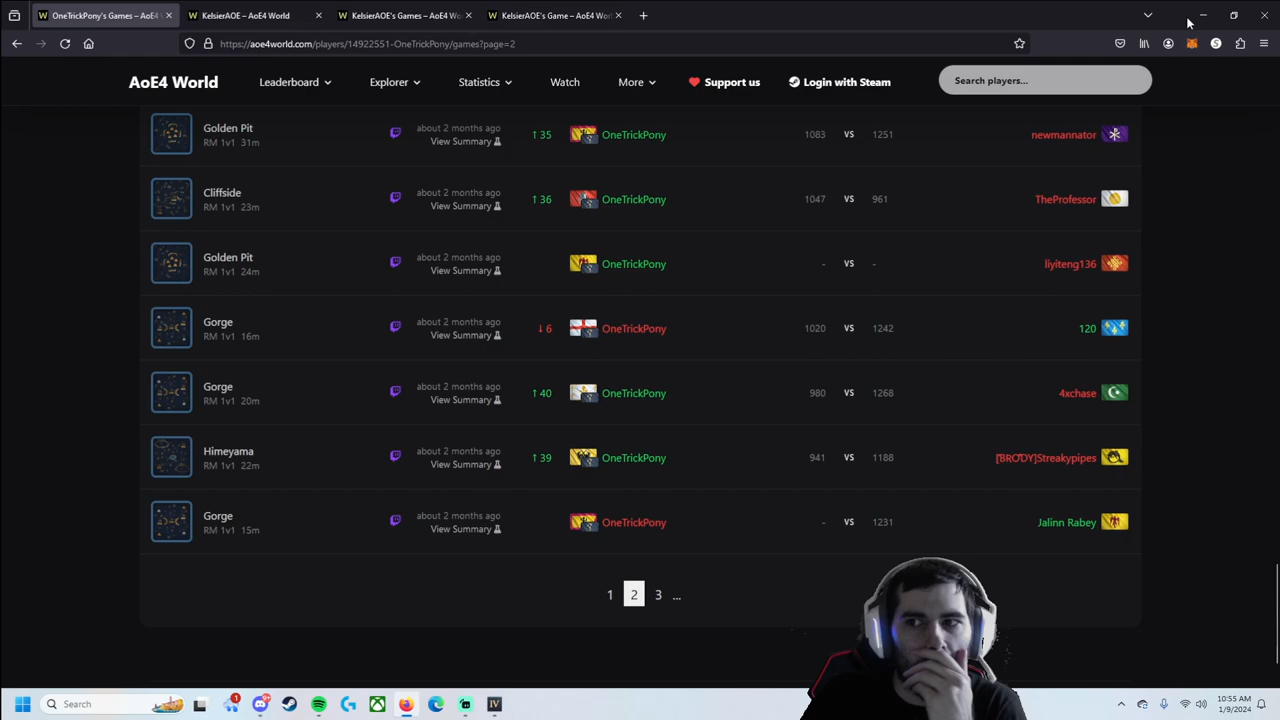 OneTrickPony's Games – AoE4
KelsierAOE – AoE4 World
KelsierAOE's Games – AoE4 Wo
KelsierAOE's Game – AoE4 Wor
https://aoe4world.com/players/14922551-OneTrickPony/games?page=2
AoE4 World
Leaderboard
Explorer
Statistics
Watch
More
Support us
Login with Steam
Search players...
Golden Pit
RM 1v1 31m
about 2 months ago
View Summary
↑35
OneTrickPony
1083
VS
1251
newmannator
Cliffside
RM 1v1 23m
about 2 months ago
View Summary
↑36
OneTrickPony
1047
VS
961
TheProfessor
Golden Pit
RM 1v1 24m
about 2 months ago
View Summary
OneTrickPony
-
VS
-
liyiteng136
Gorge
RM 1v1 16m
about 2 months ago
View Summary
↓6
OneTrickPony
1020
VS
1242
120
Gorge
RM 1v1 20m
about 2 months ago
View Summary
↑40
OneTrickPony
980
VS
1268
4xchase
Himeyama
RM 1v1 22m
about 2 months ago
View Summary
↑39
OneTrickPony
941
VS
1188
[BRODY]Streakypipes
Gorge
RM 1v1 15m
about 2 months ago
View Summary
OneTrickPony
-
VS
1231
Jalinn Rabey
1 2 3 ...
Search
10:55 AM
1/9/2024